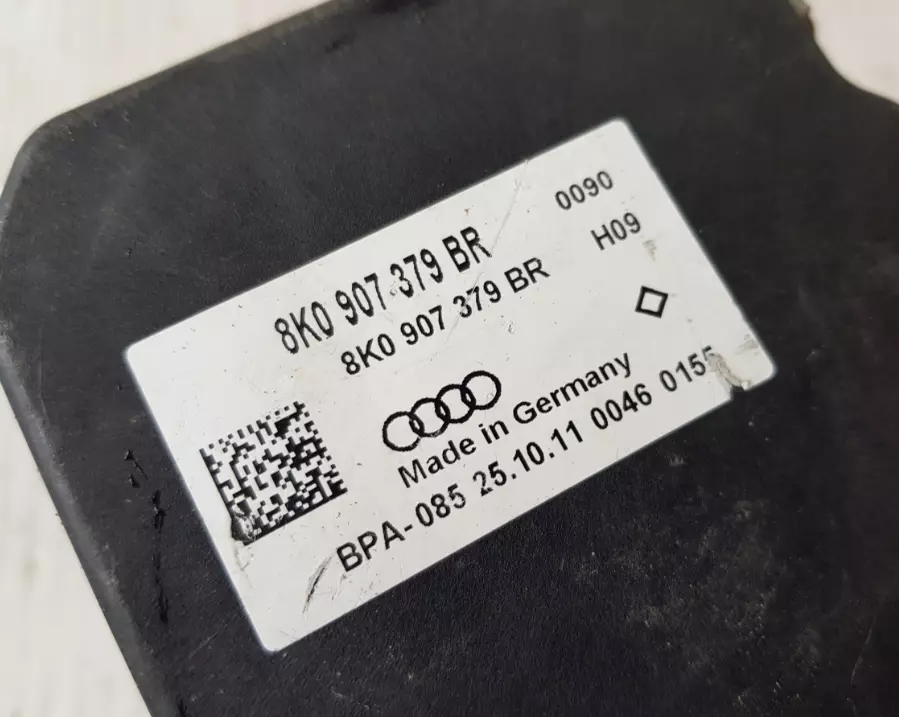 8K0 907 379 BR 0090
8K0 907 379 BR H09
Made in Germany
BPA-085 25.10.11 0046 0155